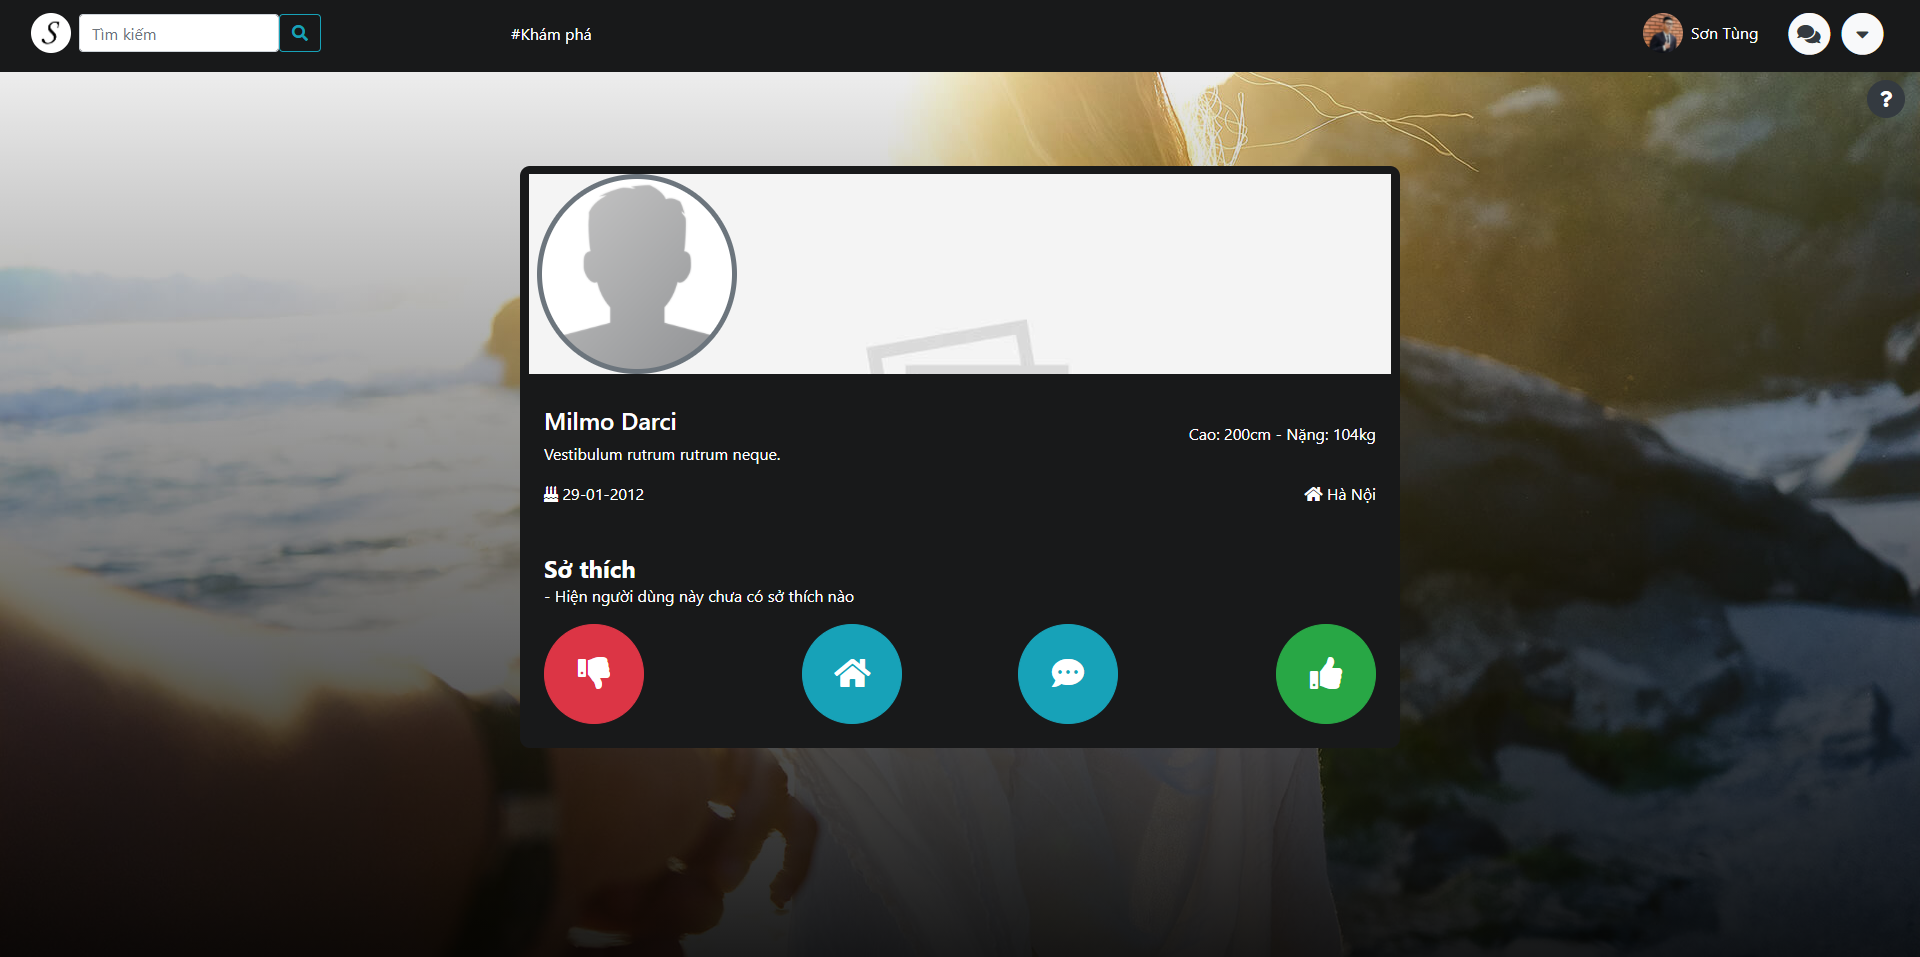 S
Tìm kiếm
#Khám phá
Sơn Tùng
?
Milmo Darci
Cao: 200cm - Nặng: 104kg
Vestibulum rutrum rutrum neque.
29-01-2012
Hà Nội
Sở thích
- Hiện người dùng này chưa có sở thích nào